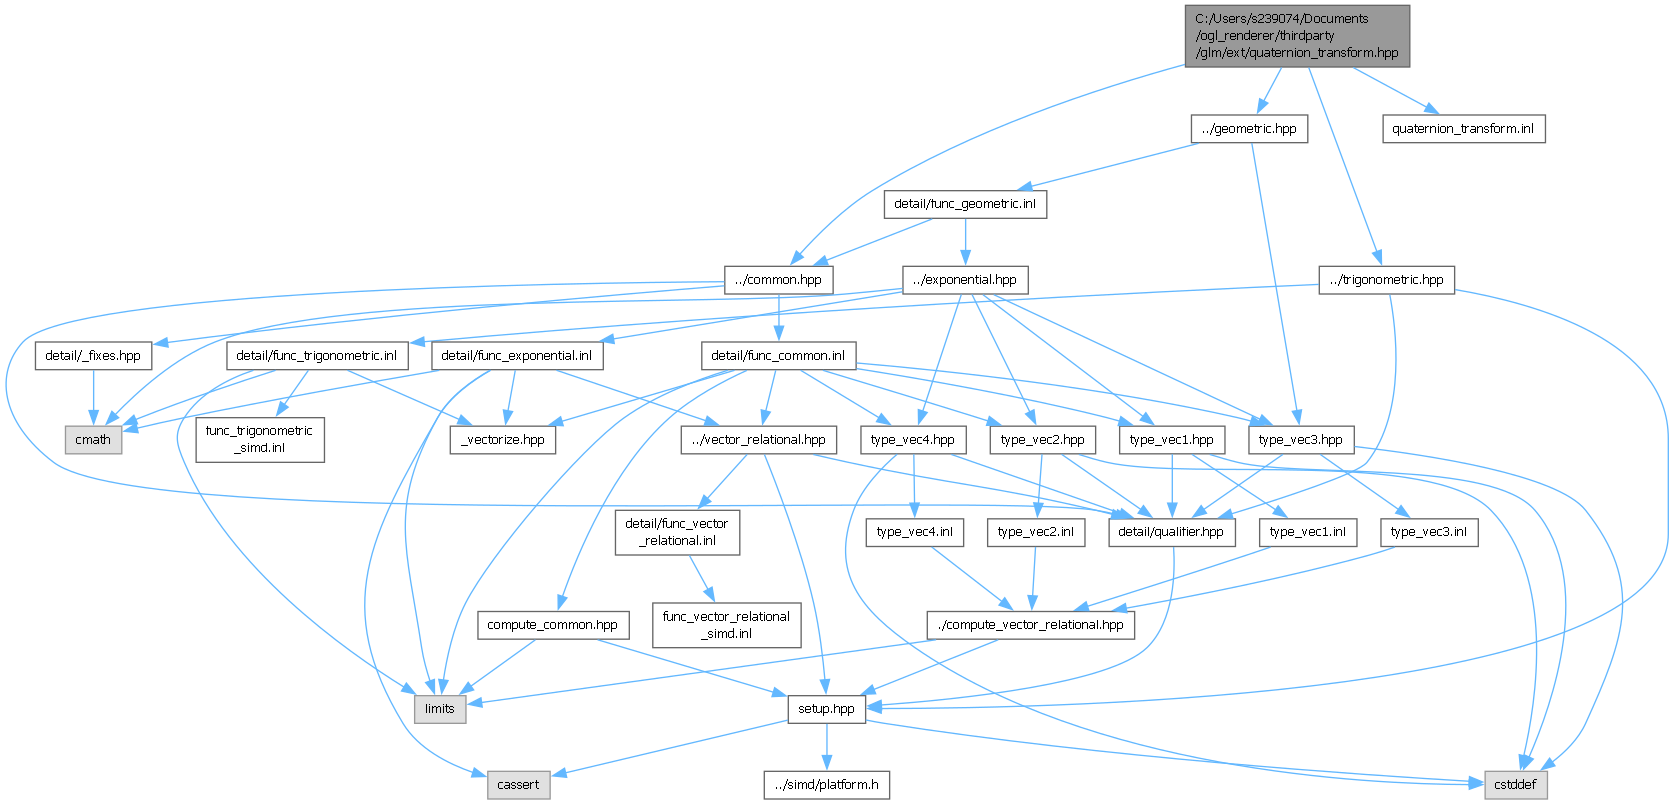 C:/Users/s239074/Documents
/ogl_renderer/thirdparty
/glm/ext/quaternion_transform.hpp
../geometric.hpp
quaternion_transform.inl
detail/func_geometric.inl
../common.hpp
../exponential.hpp
../trigonometric.hpp
detail/_fixes.hpp
detail/func_trigonometric.inl
detail/func_exponential.inl
detail/func_common.inl
cmath
func_trigonometric
_simd.inl
_vectorize.hpp
../vector_relational.hpp
type_vec4.hpp
type_vec2.hpp
type_vec1.hpp
type_vec3.hpp
detail/func_vector
_relational.inl
type_vec4.inl
type_vec2.inl
detail/qualifier.hpp
type_vec1.inl
type_vec3.inl
compute_common.hpp
func_vector_relational
_simd.inl
./compute_vector_relational.hpp
limits
setup.hpp
cassert
../simd/platform.h
cstddef